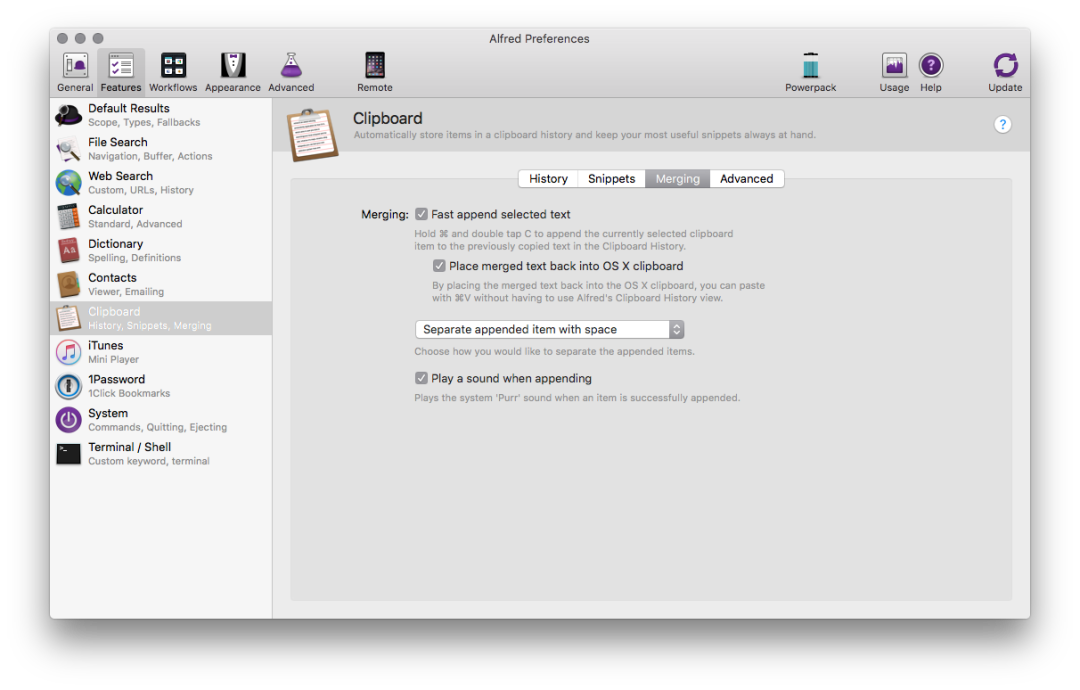 Alfred Preferences
General Features Workflows Appearance Advanced Remote Powerpack Usage Help Update
Default Results
Scope, Types, Fallbacks
File Search
Navigation, Buffer, Actions
Web Search
Custom, URLs, History
Calculator
Standard, Advanced
Dictionary
Spelling, Definitions
Contacts
Viewer, Emailing
Clipboard
History, Snippets, Merging
iTunes
Mini Player
1Password
1Click Bookmarks
System
Commands, Quitting, Ejecting
Terminal / Shell
Custom keyword, terminal
Clipboard
Automatically store items in a clipboard history and keep your most useful snippets always at hand.
?
History Snippets Merging Advanced
Merging: Fast append selected text
Hold ⌘ and double tap C to append the currently selected clipboard
item to the previously copied text in the Clipboard History.
Place merged text back into OS X clipboard
By placing the merged text back into the OS X clipboard, you can paste
with ⌘V without having to use Alfred's Clipboard History view.
Separate appended item with space
Choose how you would like to separate the appended items.
Play a sound when appending
Plays the system 'Purr' sound when an item is successfully appended.